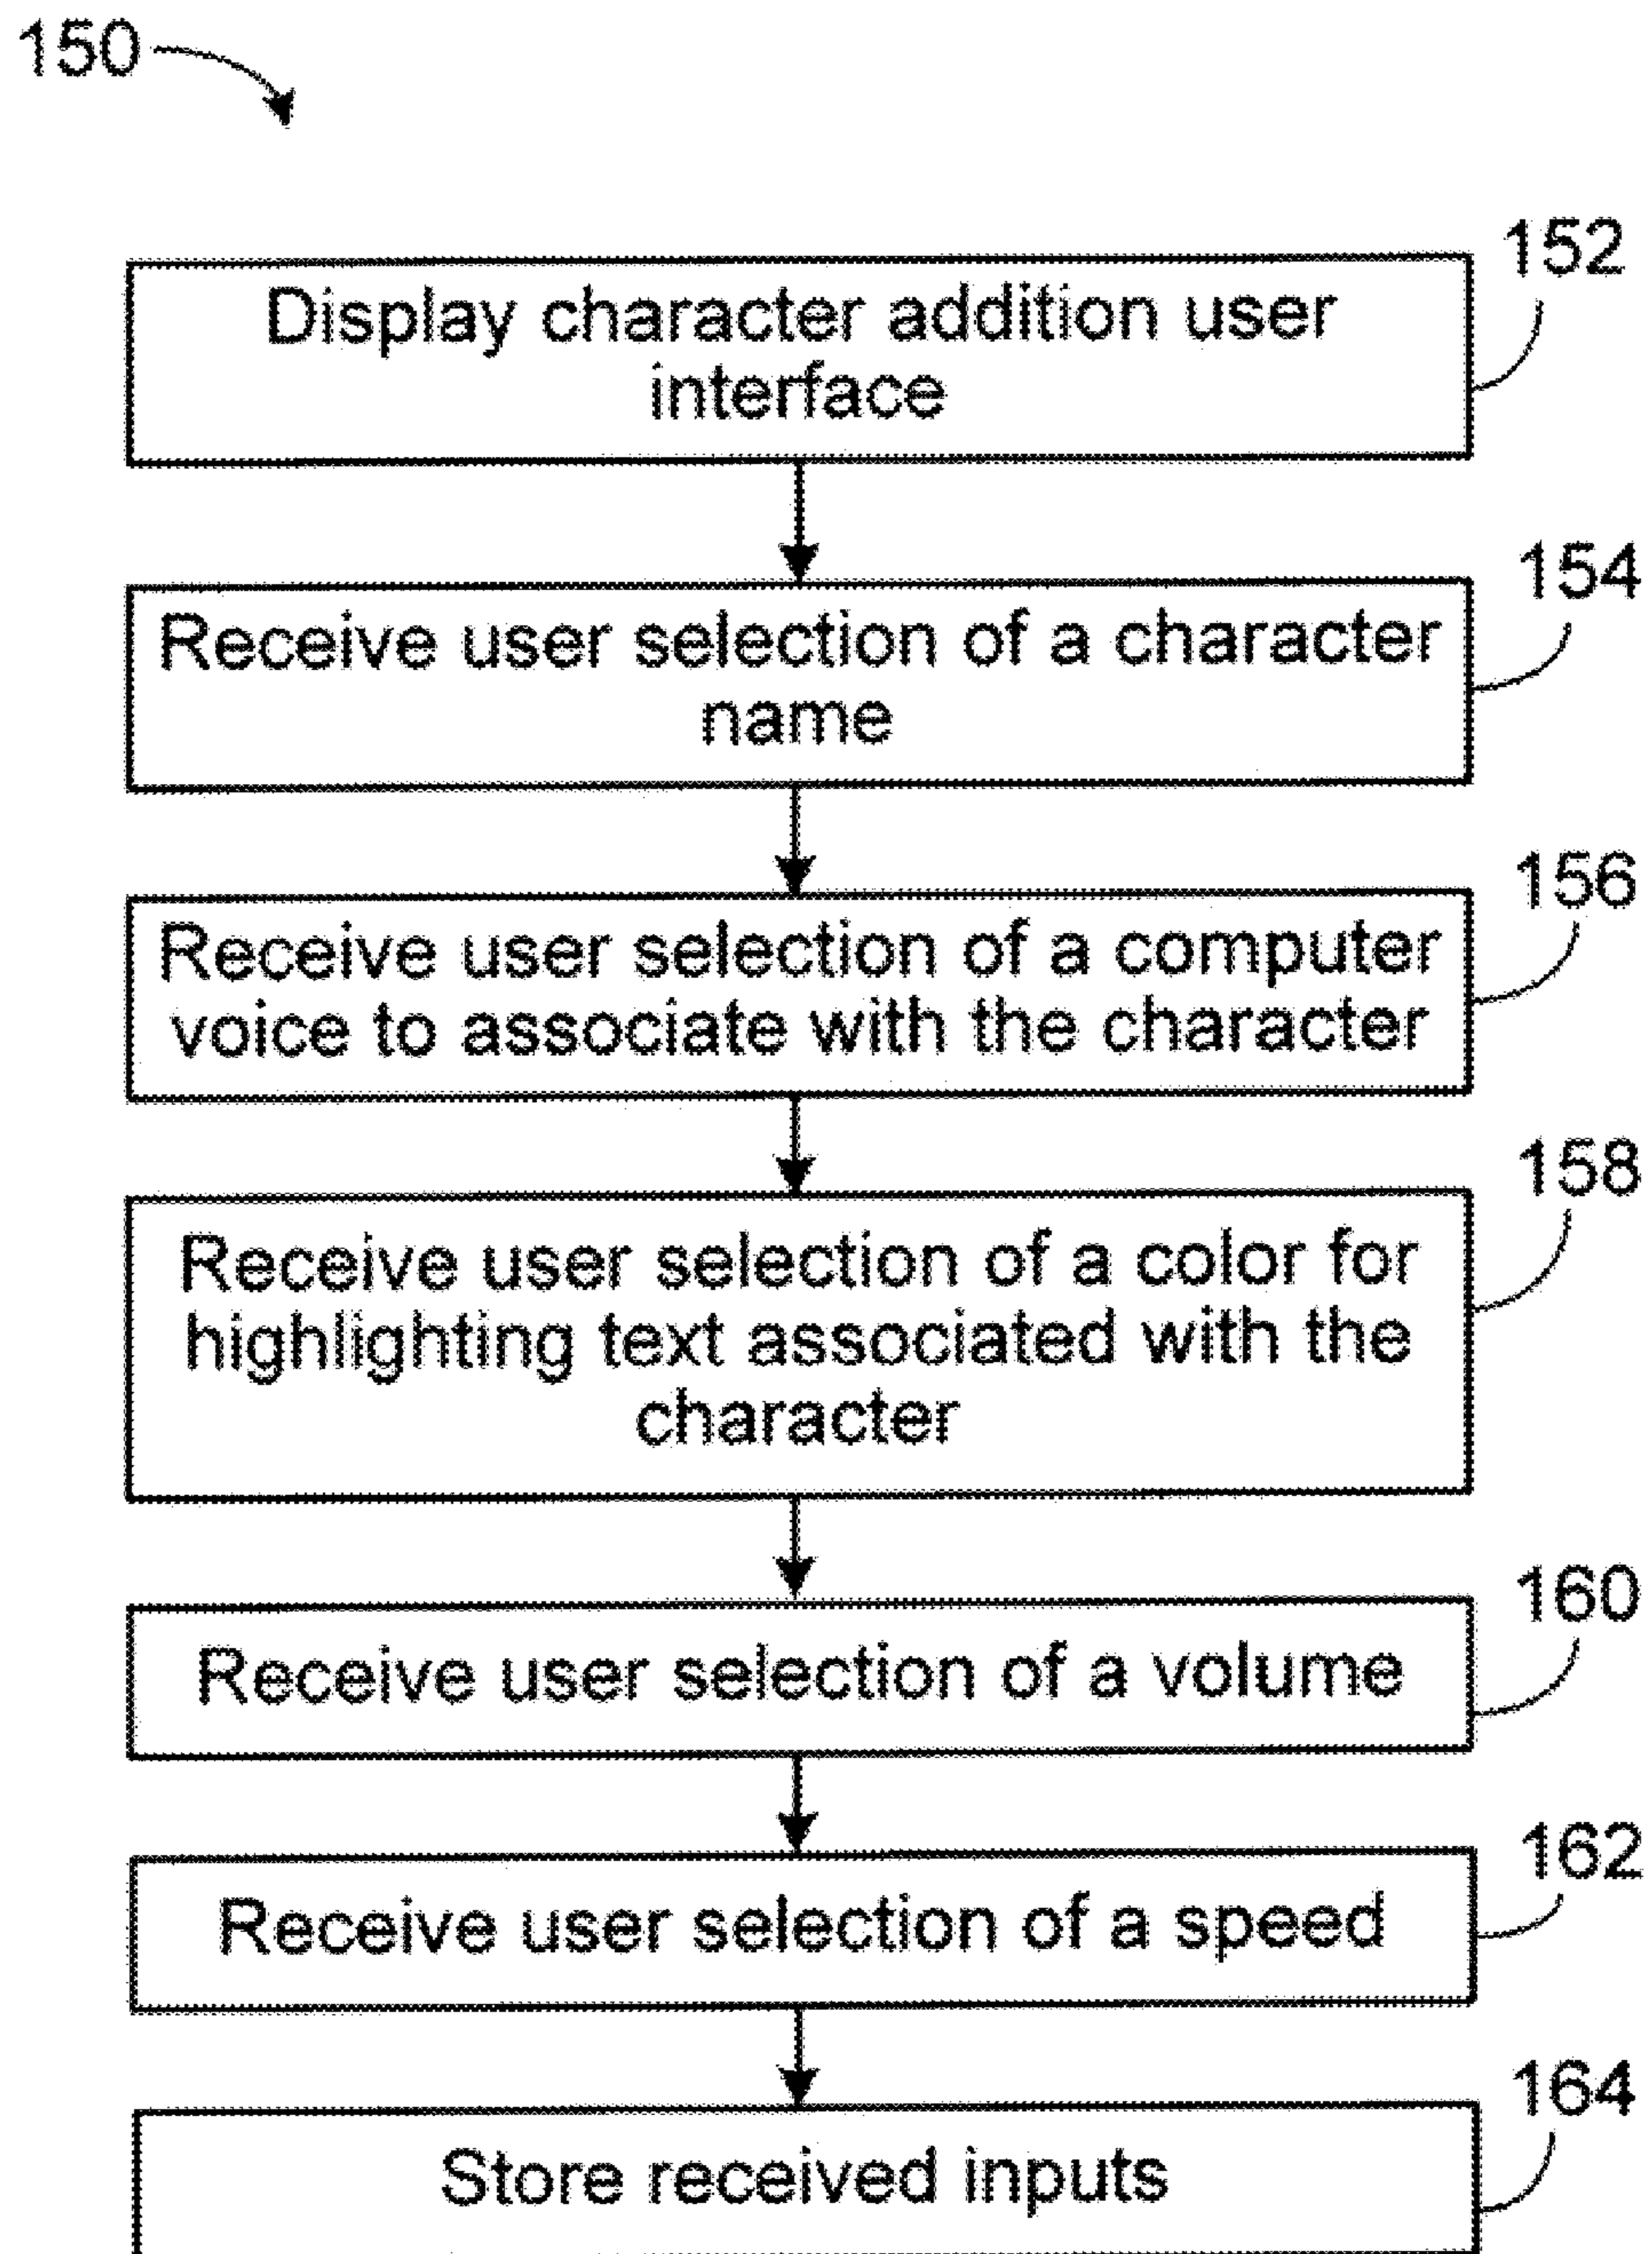 150
152
Display character addition user
interface
154
Receive user selection of a character
name
156
Receive user selection of a computer
voice to associate with the character
158
Receive user selection of a color for
highlighting text associated with the
character
160
Receive user selection of a volume
162
Receive user selection of a speed
164
Store received inputs